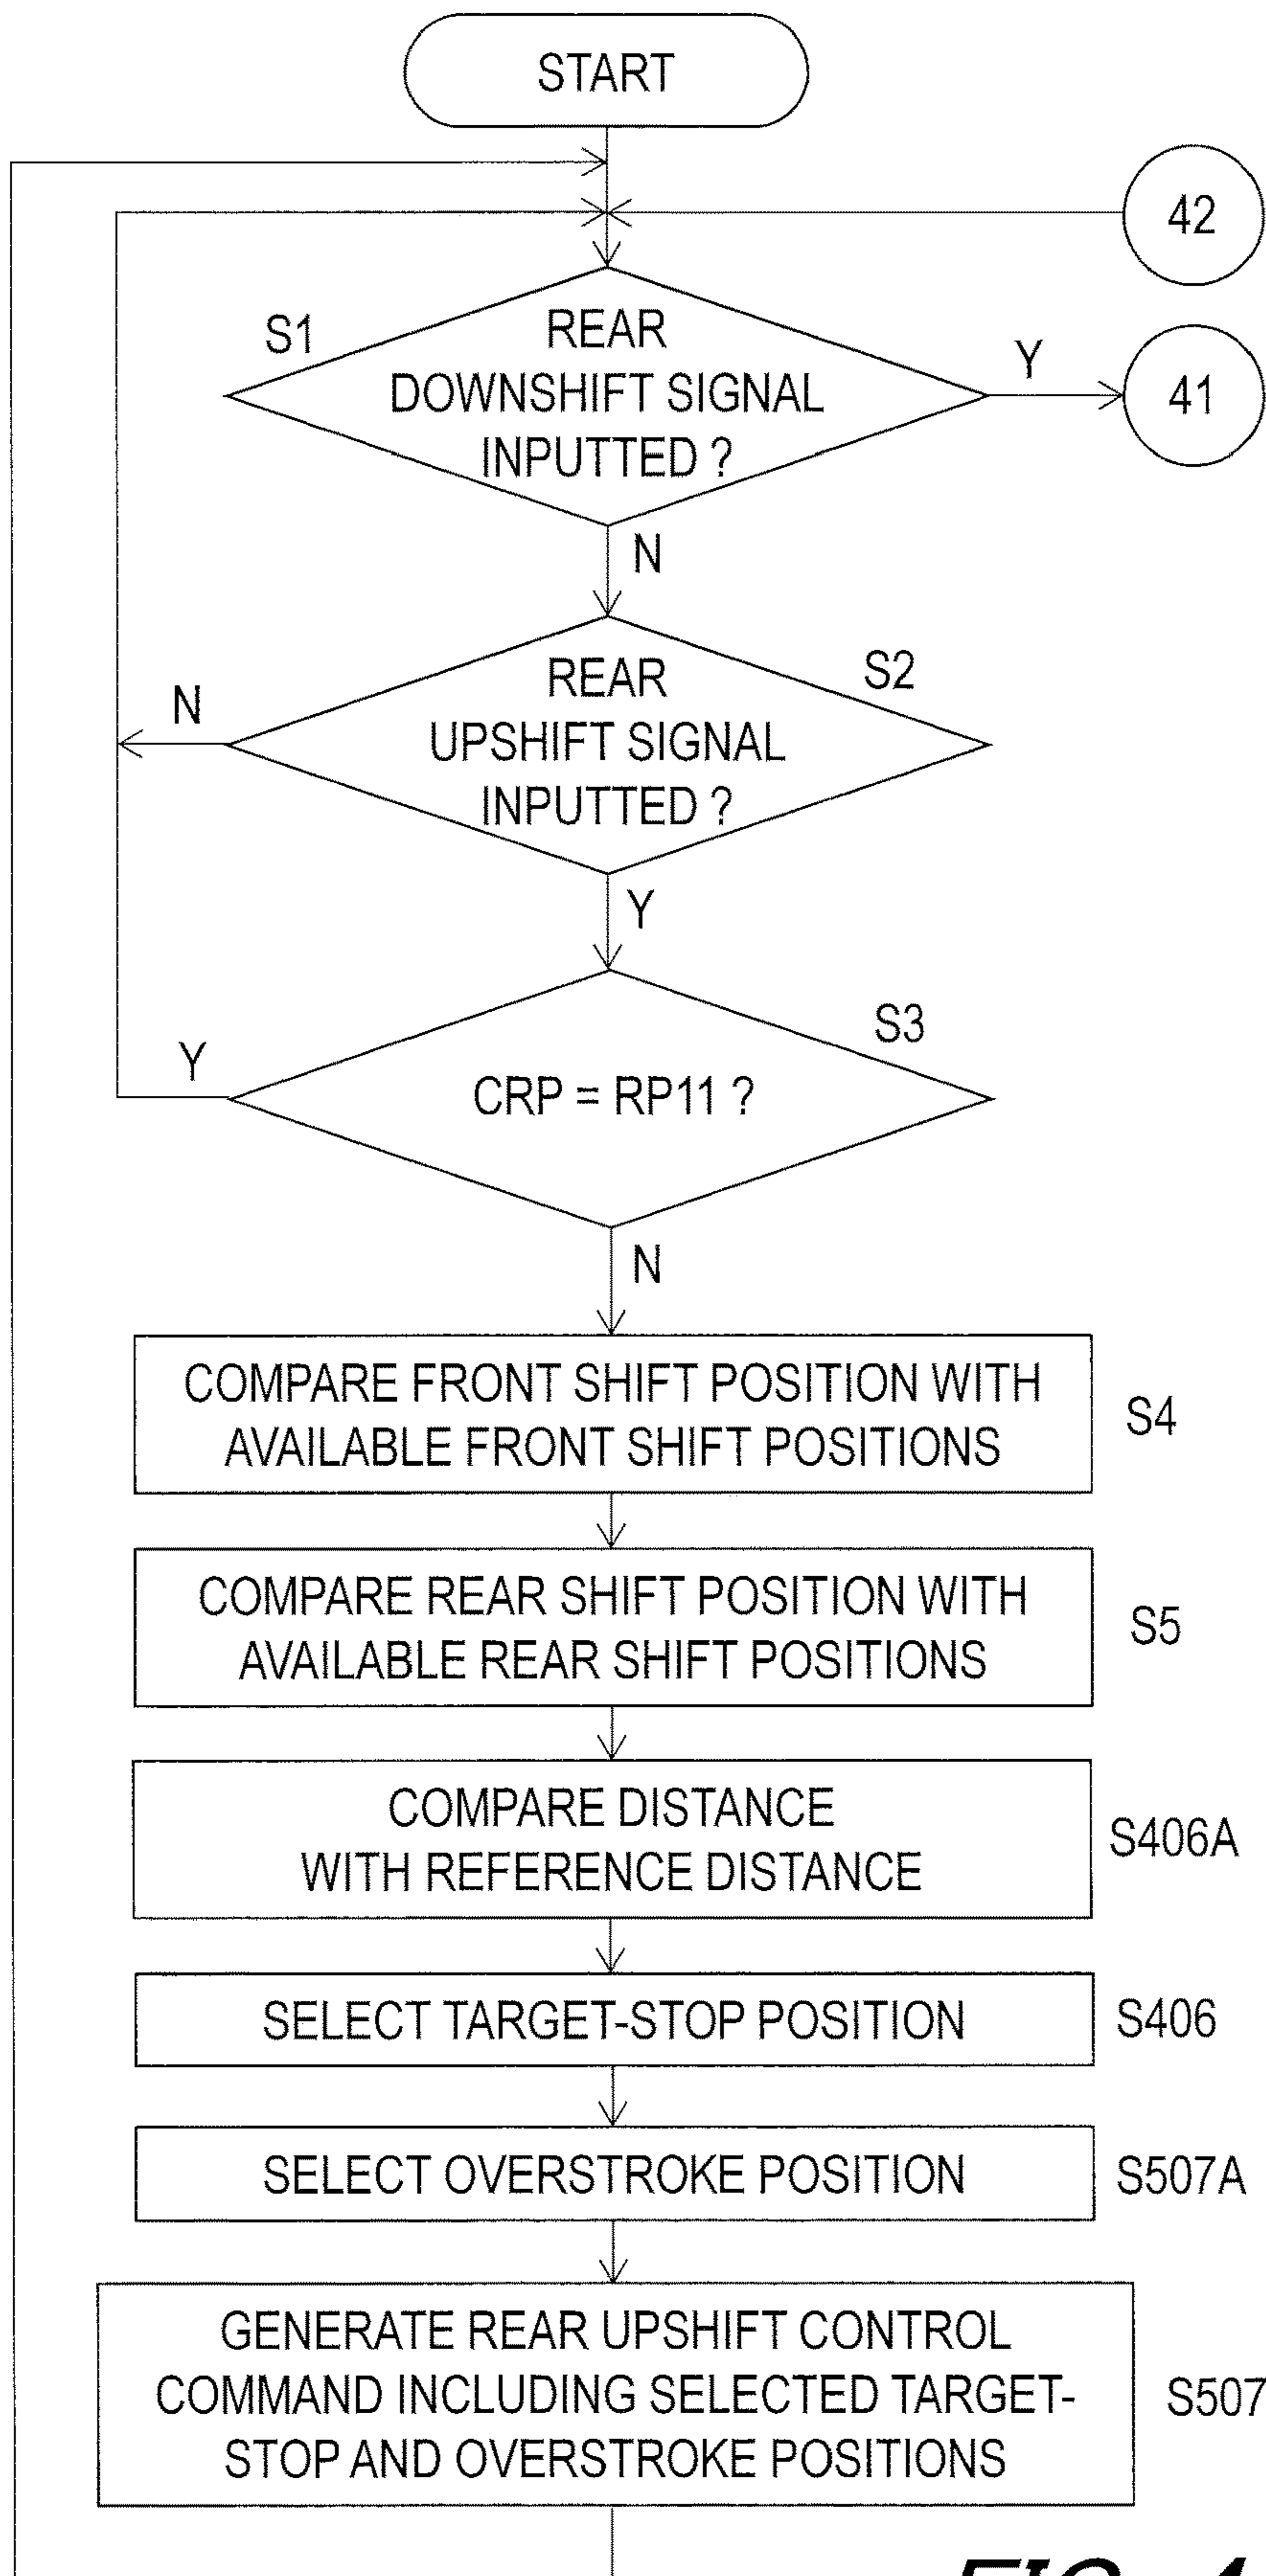 START
42
S1
REAR
DOWNSHIFT SIGNAL
INPUTTED ?
Y
41
N
S2
REAR
UPSHIFT SIGNAL
INPUTTED ?
N
Y
S3
CRP = RP11 ?
Y
N
COMPARE FRONT SHIFT POSITION WITH
AVAILABLE FRONT SHIFT POSITIONS
S4
COMPARE REAR SHIFT POSITION WITH
AVAILABLE REAR SHIFT POSITIONS
S5
COMPARE DISTANCE
WITH REFERENCE DISTANCE
S406A
SELECT TARGET-STOP POSITION
S406
SELECT OVERSTROKE POSITION
S507A
GENERATE REAR UPSHIFT CONTROL
COMMAND INCLUDING SELECTED TARGET-
STOP AND OVERSTROKE POSITIONS
S507